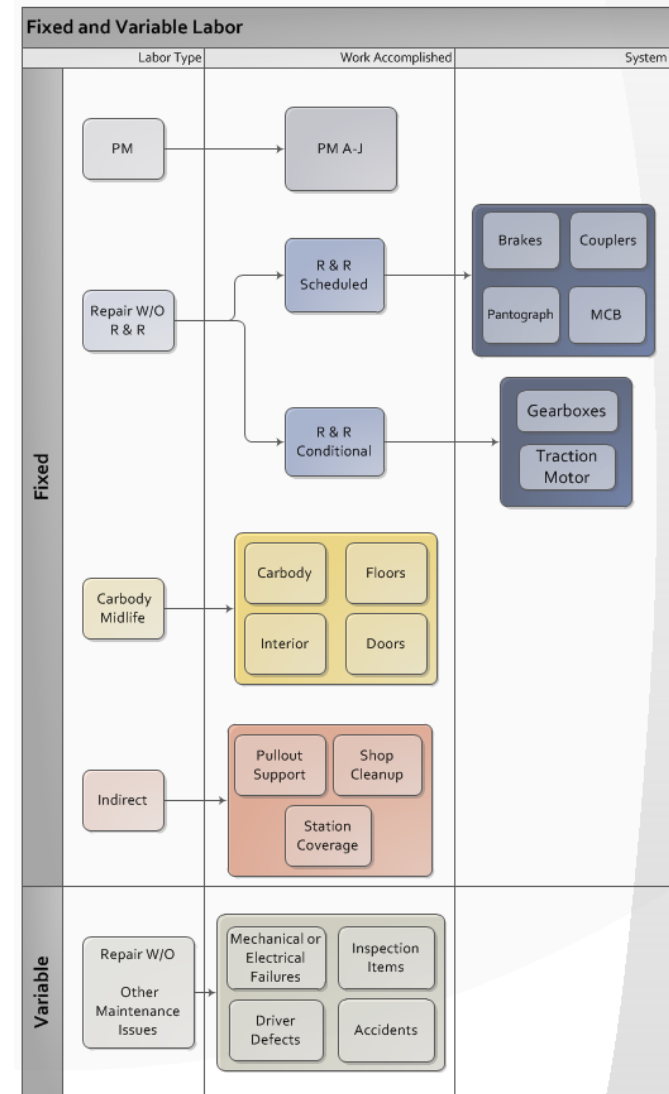 Fixed and Variable Labor
Labor Type
Work Accomplished
System
Fixed
PM
PM A-J
Repair W/O
R & R
R & R
Scheduled
Brakes
Couplers
Pantograph
MCB
R & R
Conditional
Gearboxes
Traction
Motor
Carbody
Midlife
Carbody
Floors
Interior
Doors
Indirect
Pullout
Support
Shop
Cleanup
Station
Coverage
Variable
Repair W/O
Other
Maintenance
Issues
Mechanical or
Electrical
Failures
Inspection
Items
Driver
Defects
Accidents